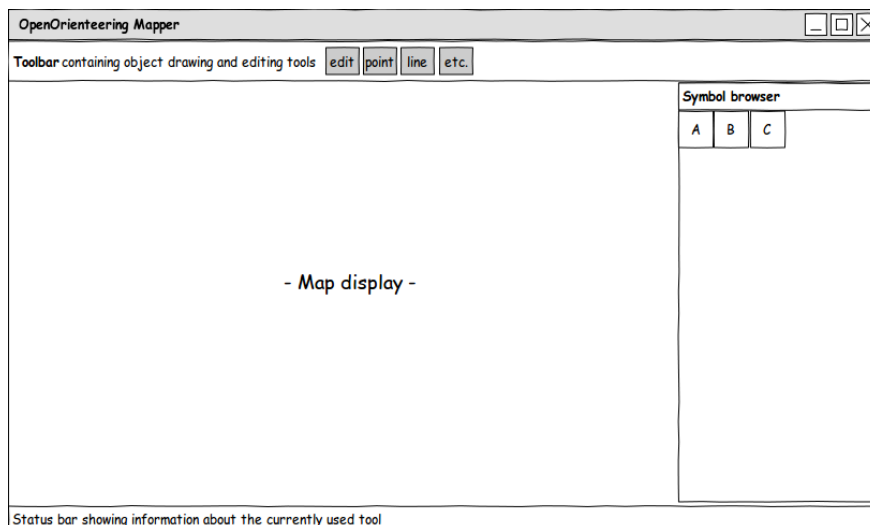 OpenOrienteering Mapper
Toolbar containing object drawing and editing tools edit point line etc.
Symbol browser
A B C
- Map display -
Status bar showing information about the currently used tool